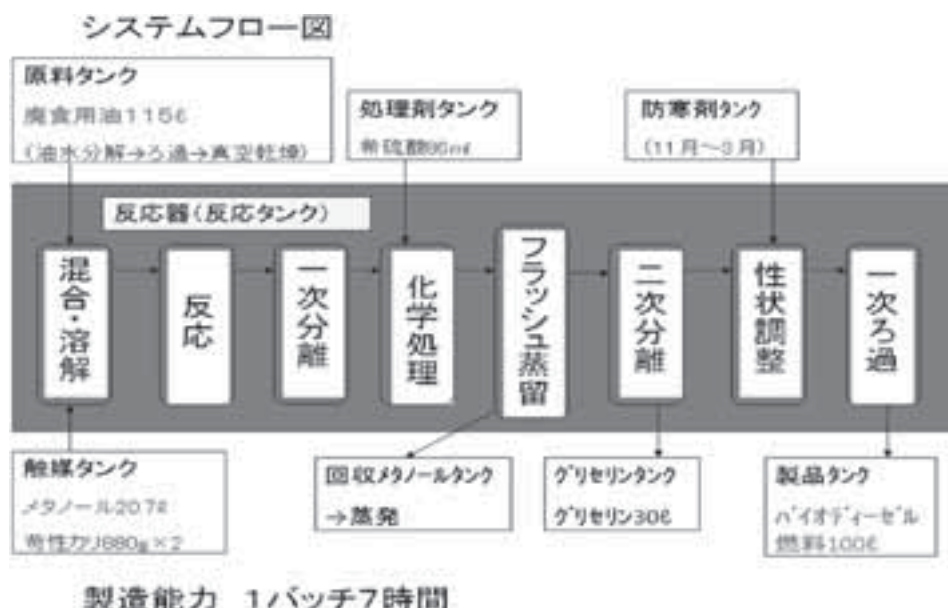 システムフロー図
原料タンク
廃食用油115ℓ
(油水分解→ろ過→真空乾燥)
処理剤タンク
希硫酸
防寒剤タンク
(11月～3月)
反応器(反応タンク)
混合・溶解
反応
一次分離
化学処理
フラッシュ蒸留
二次分離
性状調整
一次ろ過
触媒タンク
メタノール20.7ℓ
苛性カリ880g×2
回収メタノールタンク
→蒸発
グリセリンタンク
グリセリン30ℓ
製品タンク
バイオディーゼル
燃料100ℓ
製造能力 1バッチ7時間